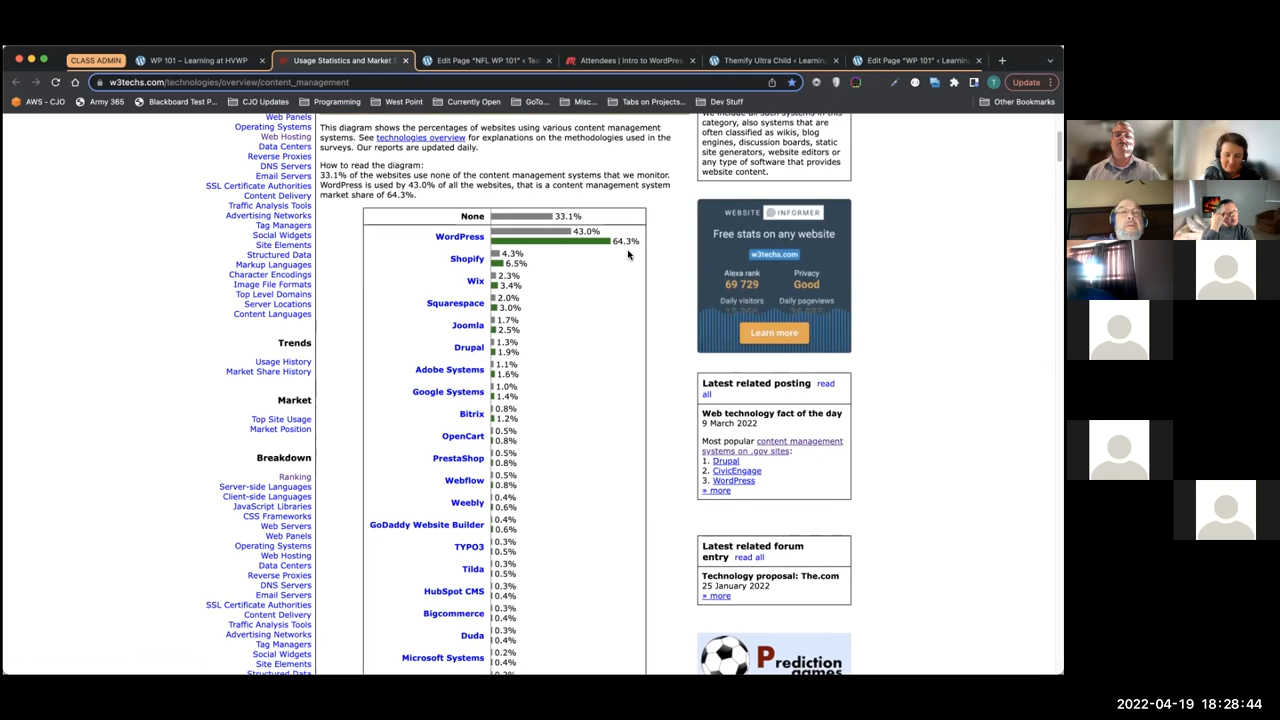 CLASS ADMIN
WP 101 – Learning at HVWP
Usage Statistics and Market S
Edit Page "NFL WP 101" ‹ Tea
Attendees | Intro to WordPres
Themify Ultra Child ‹ Learning
Edit Page "WP 101" ‹ Learning
w3techs.com/technologies/overview/content_management
T
Update
AWS - CJO
Army 365
Blackboard Test P...
CJO Updates
Programming
West Point
Currently Open
GoTo...
Misc...
Tabs on Projects...
Dev Stuff
Other Bookmarks
Web Panels
Operating Systems
Web Hosting
Data Centers
Reverse Proxies
DNS Servers
Email Servers
SSL Certificate Authorities
Content Delivery
Traffic Analysis Tools
Advertising Networks
Tag Managers
Social Widgets
Site Elements
Structured Data
Markup Languages
Character Encodings
Image File Formats
Top Level Domains
Server Locations
Content Languages
Trends
Usage History
Market Share History
Market
Top Site Usage
Market Position
Breakdown
Ranking
Server-side Languages
Client-side Languages
JavaScript Libraries
CSS Frameworks
Web Servers
Web Panels
Operating Systems
Web Hosting
Data Centers
Reverse Proxies
DNS Servers
Email Servers
SSL Certificate Authorities
Content Delivery
Traffic Analysis Tools
Advertising Networks
Tag Managers
Social Widgets
Site Elements
Structured Data
This diagram shows the percentages of websites using various content management
systems. See technologies overview for explanations on the methodologies used in the
surveys. Our reports are updated daily.
How to read the diagram:
33.1% of the websites use none of the content management systems that we monitor.
WordPress is used by 43.0% of all the websites, that is a content management system
market share of 64.3%.
None 33.1%
WordPress 43.0%
64.3%
Shopify 4.3%
6.5%
Wix 2.3%
3.4%
Squarespace 2.0%
3.0%
Joomla 1.7%
2.5%
Drupal 1.3%
1.9%
Adobe Systems 1.1%
1.6%
Google Systems 1.0%
1.4%
Bitrix 0.8%
1.2%
OpenCart 0.5%
0.8%
PrestaShop 0.5%
0.8%
Webflow 0.5%
0.8%
Weebly 0.4%
0.6%
GoDaddy Website Builder 0.4%
0.6%
TYPO3 0.3%
0.5%
Tilda 0.3%
0.5%
HubSpot CMS 0.3%
0.4%
Bigcommerce 0.3%
0.4%
Duda 0.3%
0.4%
Microsoft Systems 0.2%
0.4%
category, also systems that are
often classified as wikis, blog
engines, discussion boards, static
site generators, website editors or
any type of software that provides
website content.
WEBSITE INFORMER
Free stats on any website
w3techs.com
Alexa rank Privacy
69 729 Good
Daily visitors Daily pageviews
Learn more
Latest related posting read
all
Web technology fact of the day
9 March 2022
Most popular content management
systems on .gov sites:
1. Drupal
2. CivicEngage
3. WordPress
» more
Latest related forum
entry read all
Technology proposal: The.com
25 January 2022
» more
Prediction
games
2022-04-19 18:28:44